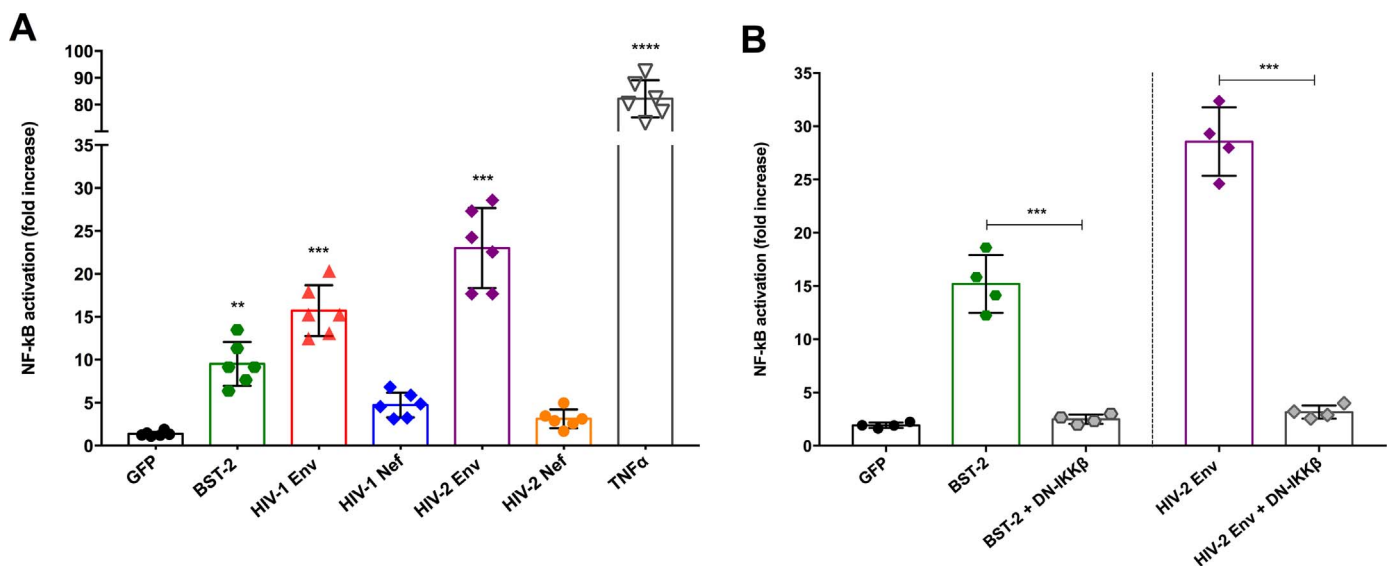 A
NF-kB activation (fold increase)
100
90
80
35
30
25
20
15
10
5
0
**
***
***
****
GFP
BST-2
HIV-1 Env
HIV-1 Nef
HIV-2 Env
HIV-2 Nef
TNFα
B
NF-kB activation (fold increase)
35
30
25
20
15
10
5
0
***
***
GFP
BST-2
BST-2 + DN-IKKβ
HIV-2 Env
HIV-2 Env + DN-IKKβ